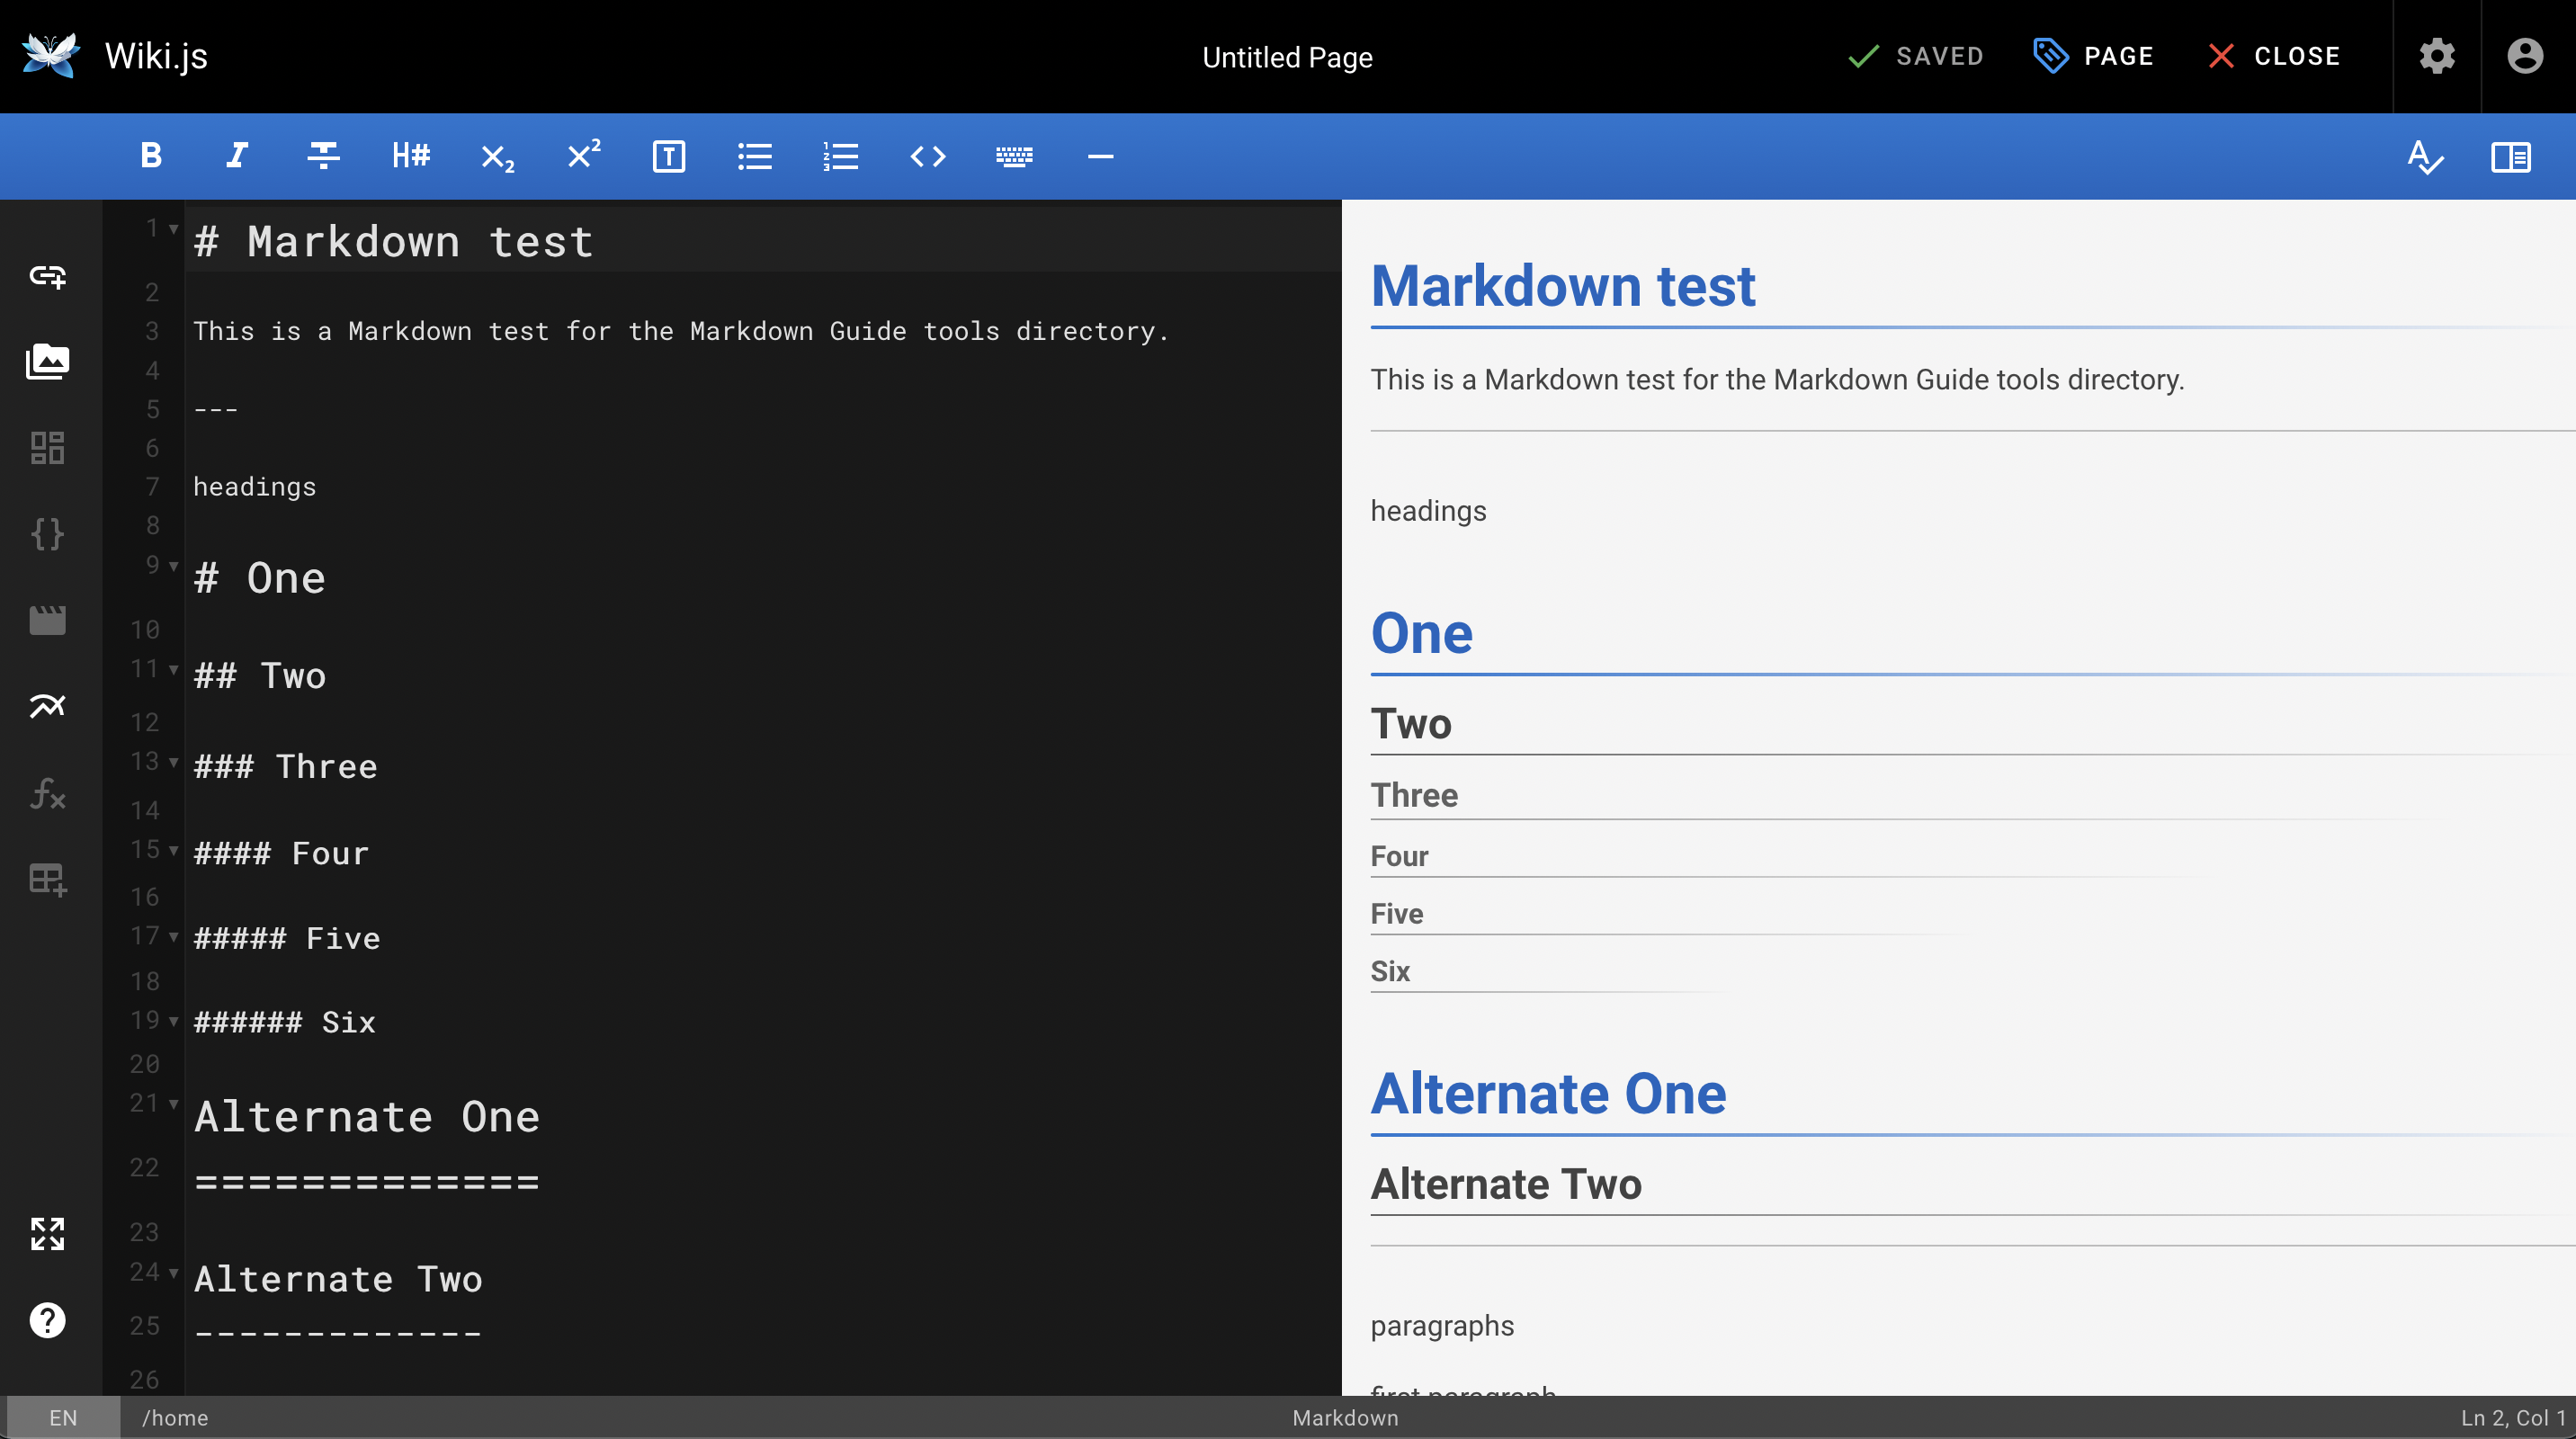 Wiki.js
Untitled Page
SAVED
PAGE
CLOSE
B I H# ×₂ ×² T <> —
1 # Markdown test
2
3 This is a Markdown test for the Markdown Guide tools directory.
4
5 ---
6
7 headings
8
9 # One
10
11 ## Two
12
13 ### Three
14
15 #### Four
16
17 ##### Five
18
19 ###### Six
20
21 Alternate One
22 =============
23
24 Alternate Two
25 -------------
26
Markdown test
This is a Markdown test for the Markdown Guide tools directory.
headings
One
Two
Three
Four
Five
Six
Alternate One
Alternate Two
paragraphs
first paragraph
EN
/home
Markdown
Ln 2, Col 1